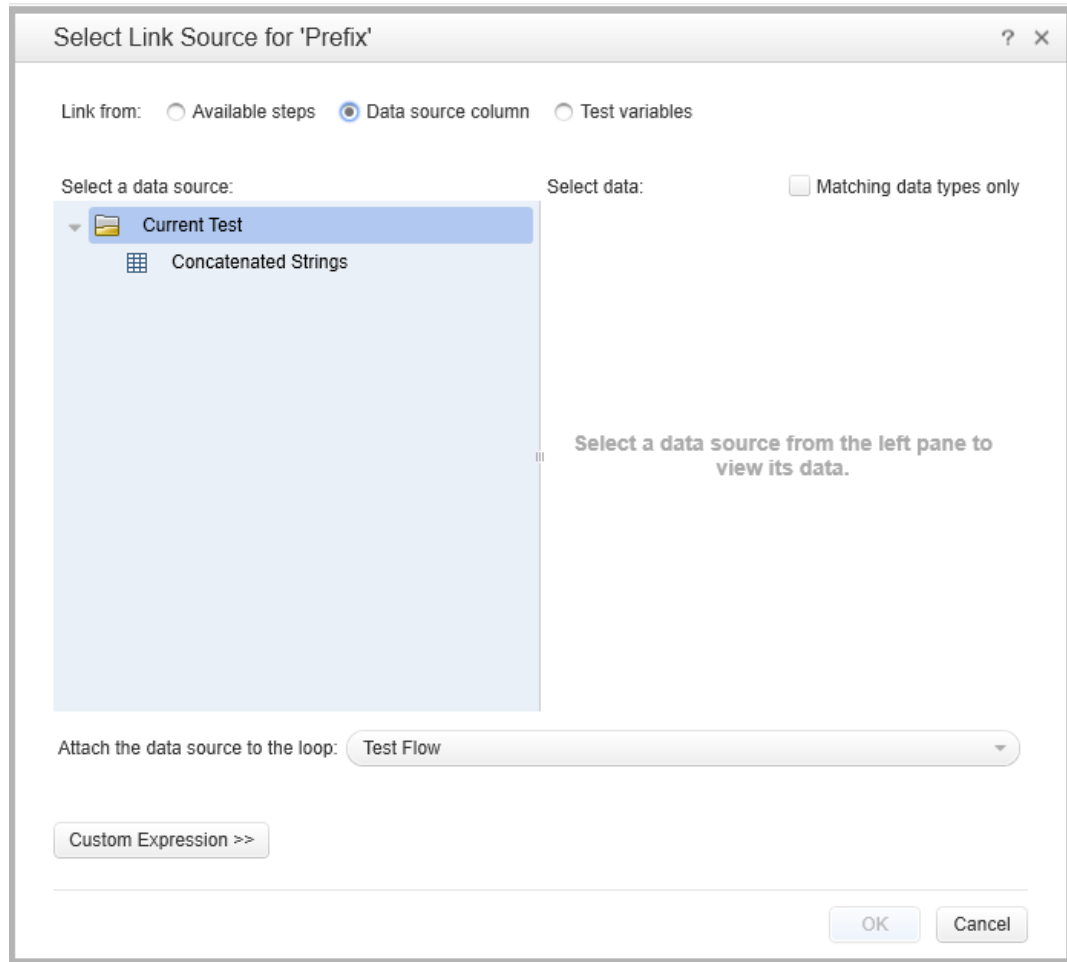 Select Link Source for 'Prefix'
Link from: Available steps Data source column Test variables
Select a data source: Select data: Matching data types only
Current Test
Concatenated Strings
Select a data source from the left pane to
view its data.
Attach the data source to the loop: Test Flow
Custom Expression >>
OK Cancel